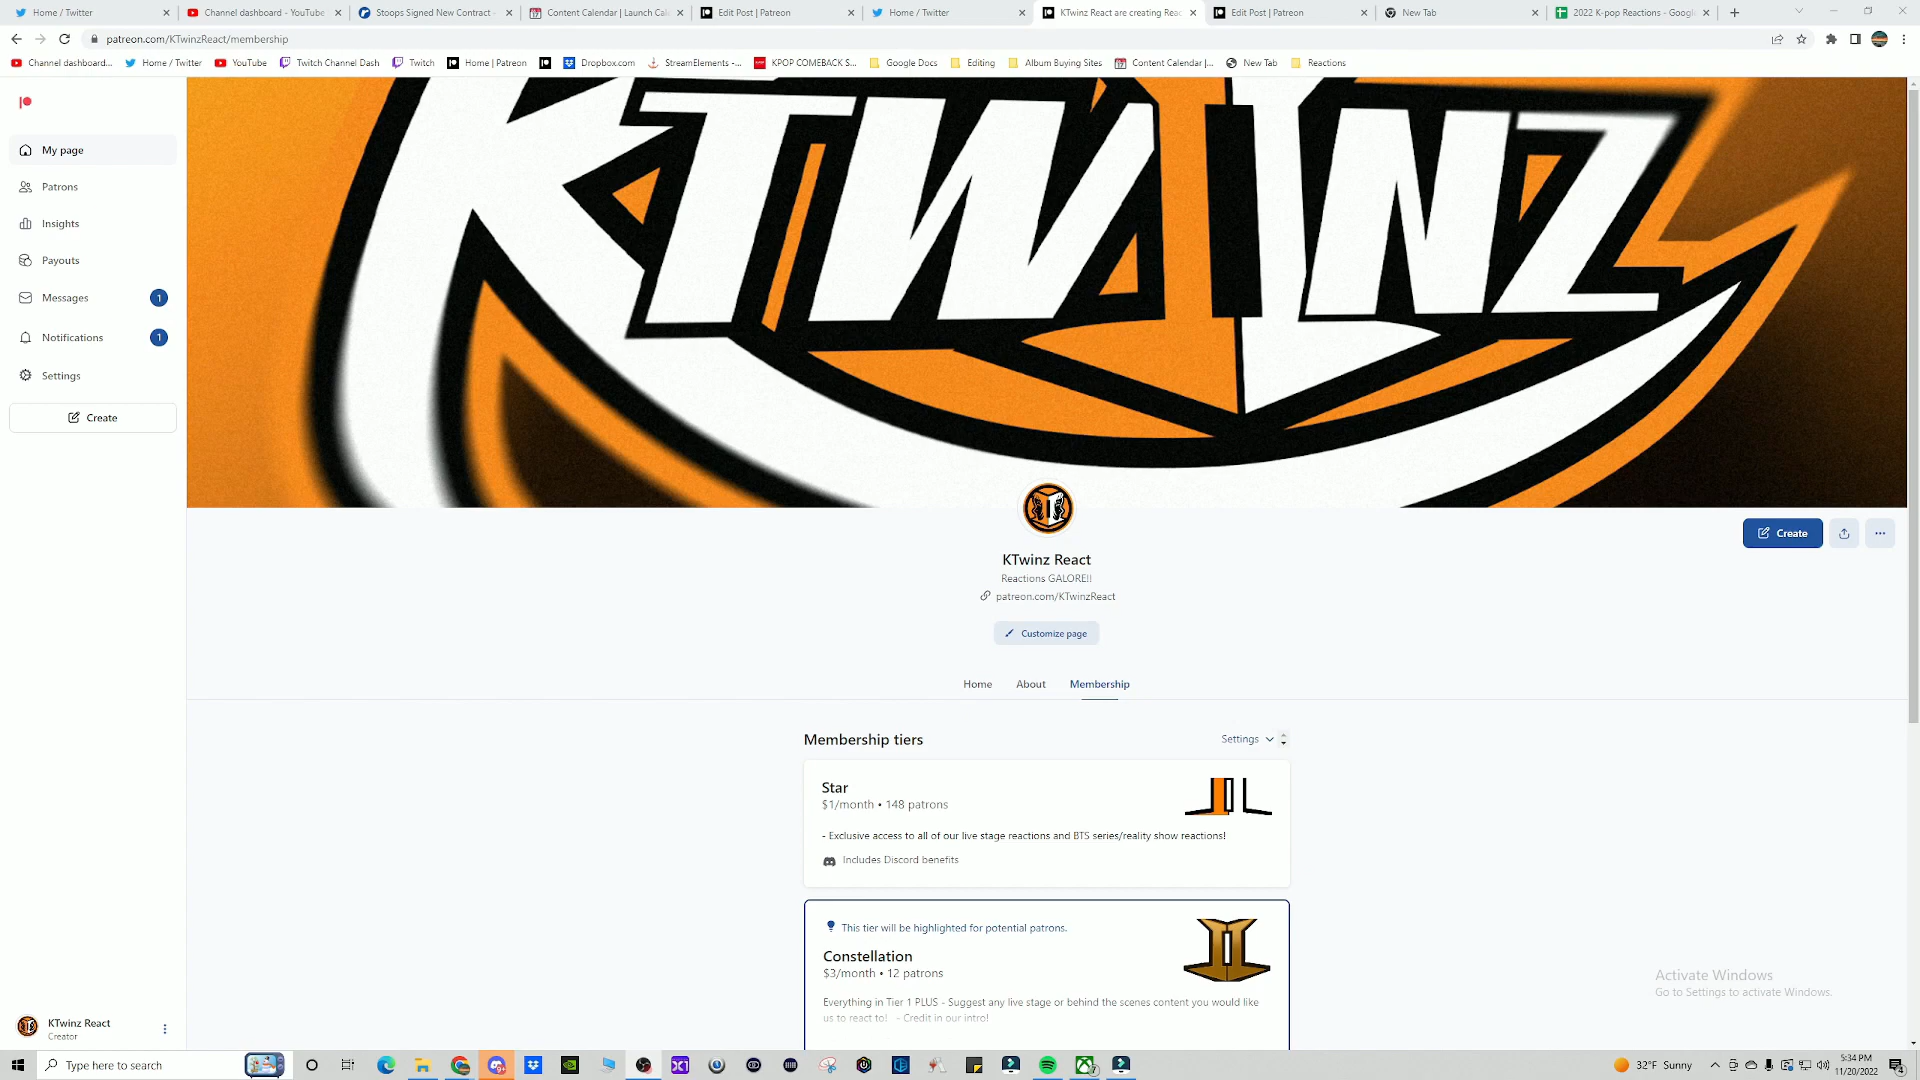 Home / Twitter
Channel dashboard - YouTube
Stoops Signed New Contract -
Content Calendar | Launch Cal
Edit Post | Patreon
Home / Twitter
KTwinz React are creating Reac
Edit Post | Patreon
New Tab
2022 K-pop Reactions - Google
patreon.com/KTwinzReact/membership
Channel dashboard...
Home / Twitter
YouTube
Twitch Channel Dash
Twitch
Home | Patreon
Dropbox.com
StreamElements -...
KPOP COMEBACK S...
Google Docs
Editing
Album Buying Sites
Content Calendar |...
New Tab
Reactions
KTWINZ
My page
Patrons
Insights
Payouts
Messages 1
Notifications 1
Settings
Create
Create
KTwinz React
Reactions GALORE!!
patreon.com/KTwinzReact
Customize page
Home About Membership
Membership tiers
Settings
Star
$1/month • 148 patrons
- Exclusive access to all of our live stage reactions and BTS series/reality show reactions!
Includes Discord benefits
This tier will be highlighted for potential patrons.
Constellation
$3/month • 12 patrons
Everything in Tier 1 PLUS - Suggest any live stage or behind the scenes content you would like
us to react to! - Credit in our intro!
Activate Windows
Go to Settings to activate Windows.
KTwinz React
Creator
Type here to search
32°F Sunny
5:34 PM
11/20/2022